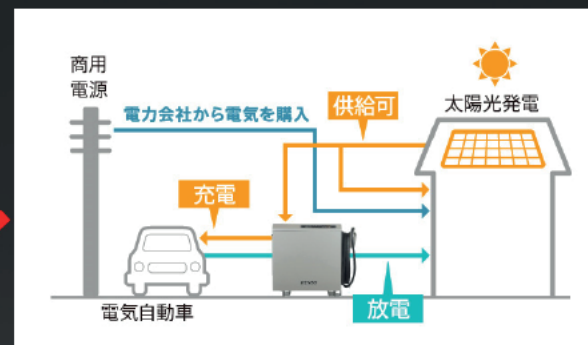 商用
電源
電力会社から電気を購入
供給可
太陽光発電
充電
放電
電気自動車